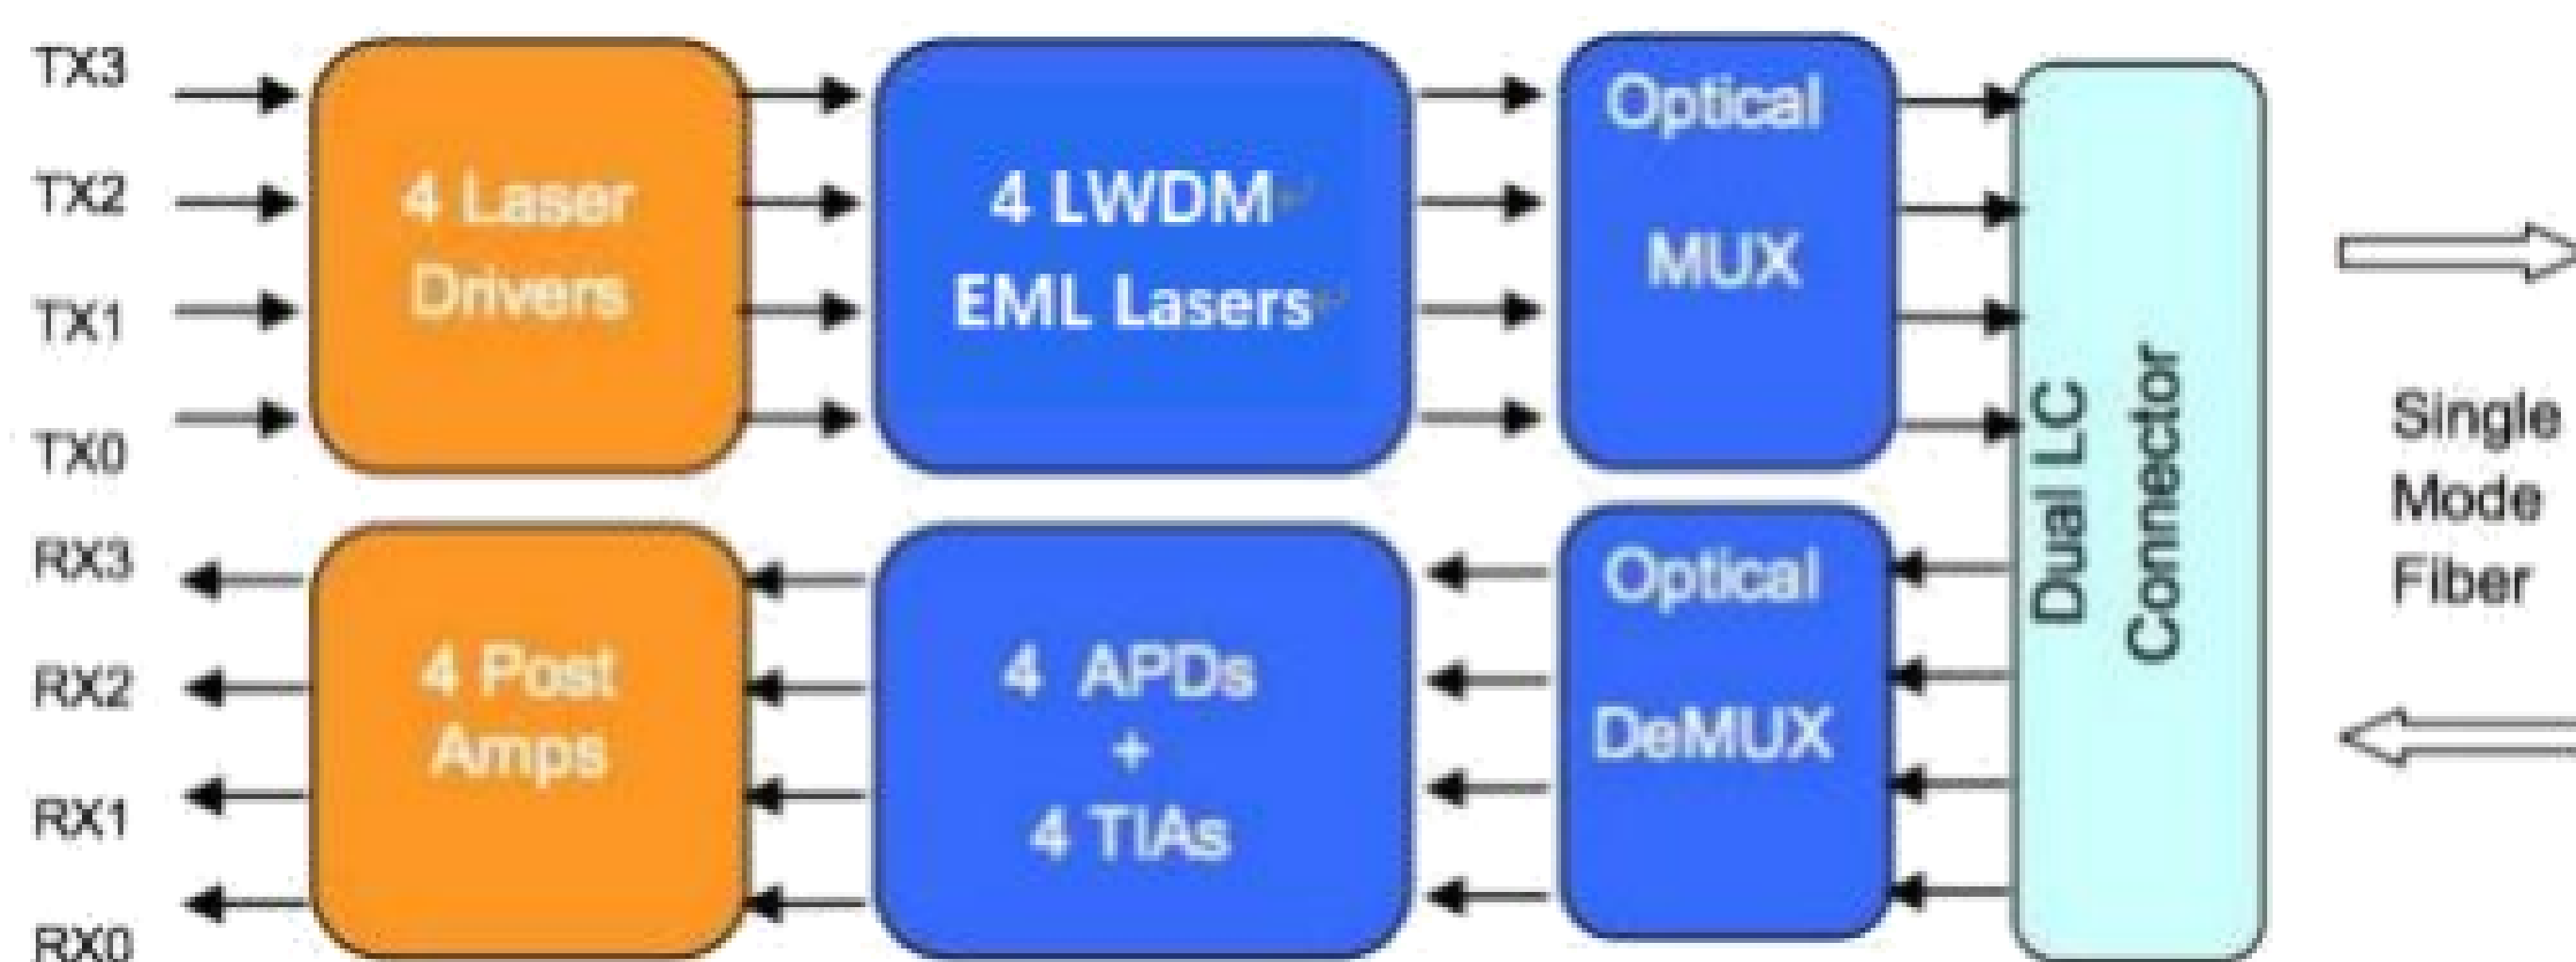 TX3
TX2
TX1
TX0
4 Laser
Drivers
4 LWDM↵
EML Lasers↵
Optical
MUX
RX3
RX2
RX1
RX0
4 Post
Amps
4 APDs
+
4 TIAs
Optical
DeMUX
Dual LC
Connector
Single
Mode
Fiber